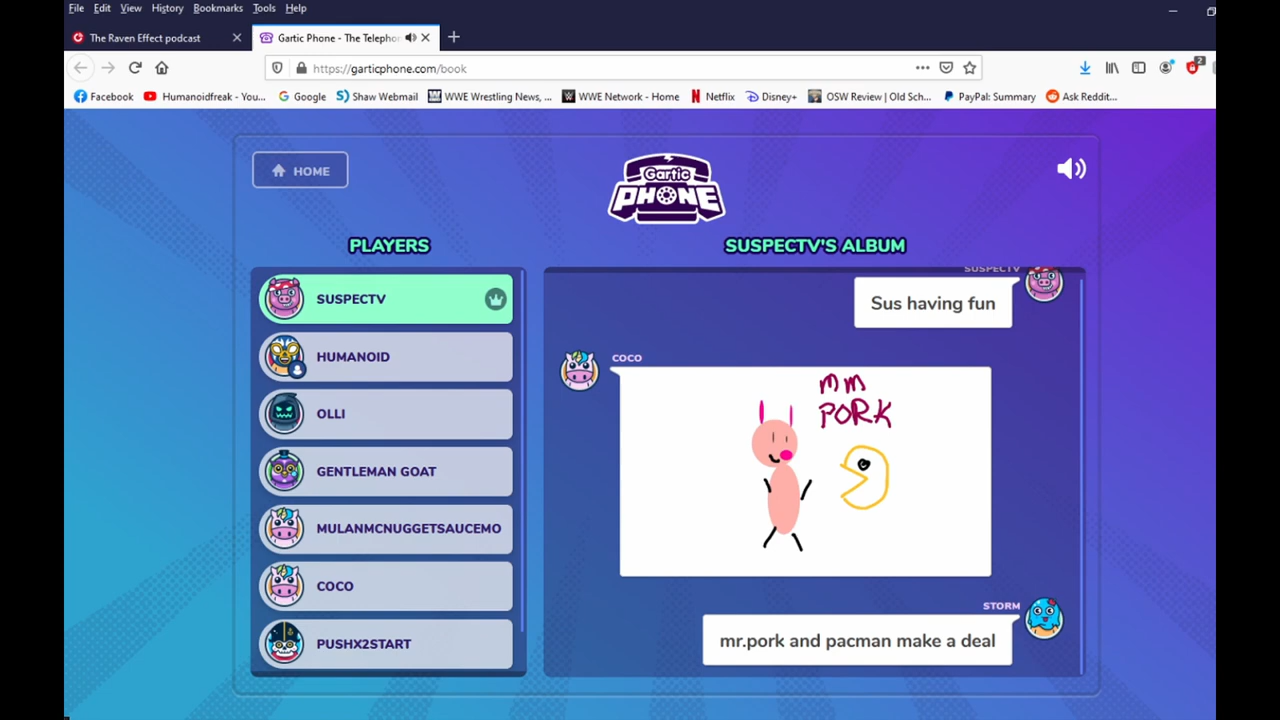 File Edit View History Bookmarks Tools Help
The Raven Effect podcast
Gartic Phone - The Telepho
https://garticphone.com/book
Facebook Humanoidfreak - You... Google Shaw Webmail WWE Wrestling News, ... WWE Network - Home Netflix Disney+ OSW Review | Old Sch... PayPal: Summary Ask Reddit...
2
HOME
Gartic
PHONE
PLAYERS
SUSPECTV
HUMANOID
OLLI
GENTLEMAN GOAT
MULANMCNUGGETSAUCEMO
COCO
PUSHX2START
SUSPECTV'S ALBUM
SUSPECTV
Sus having fun
COCO
mm
PORK
STORM
mr.pork and pacman make a deal